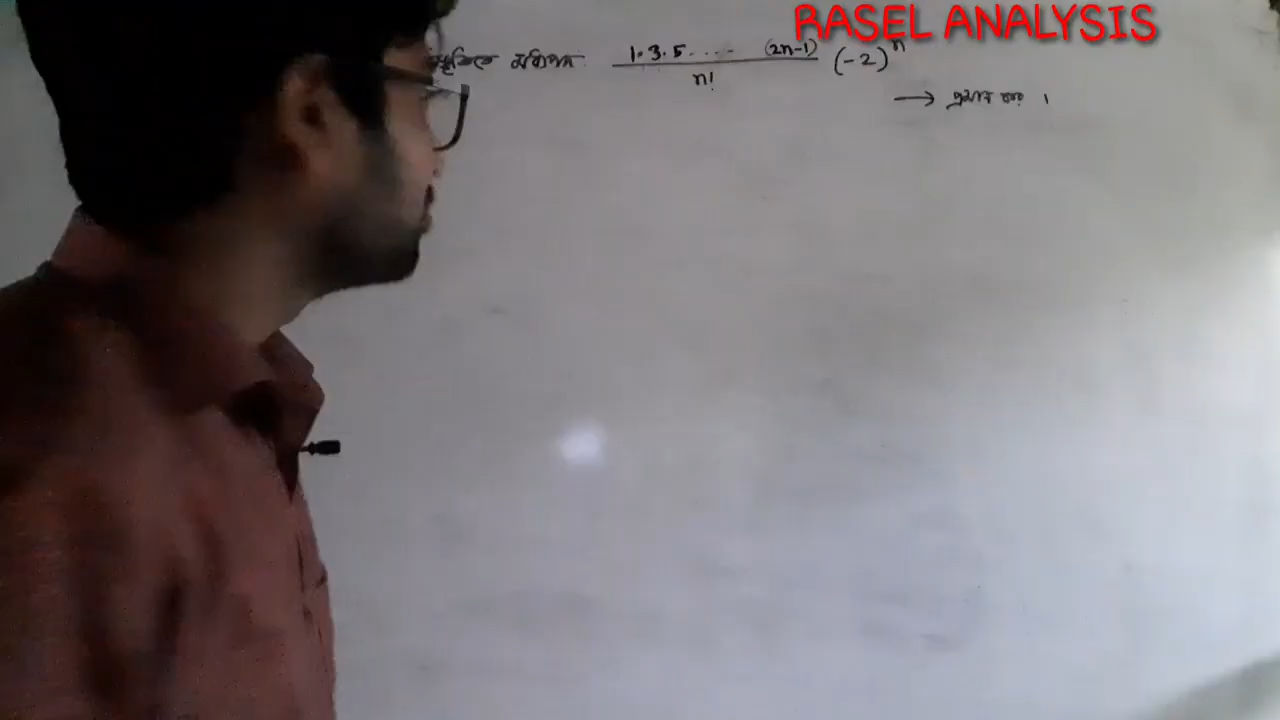 RASEL ANALYSIS
বিস্তৃতিতে মধ্যপদ 1.3.5..... (2n-1) / n! (-2)^n
→ প্রমাণ কর ।